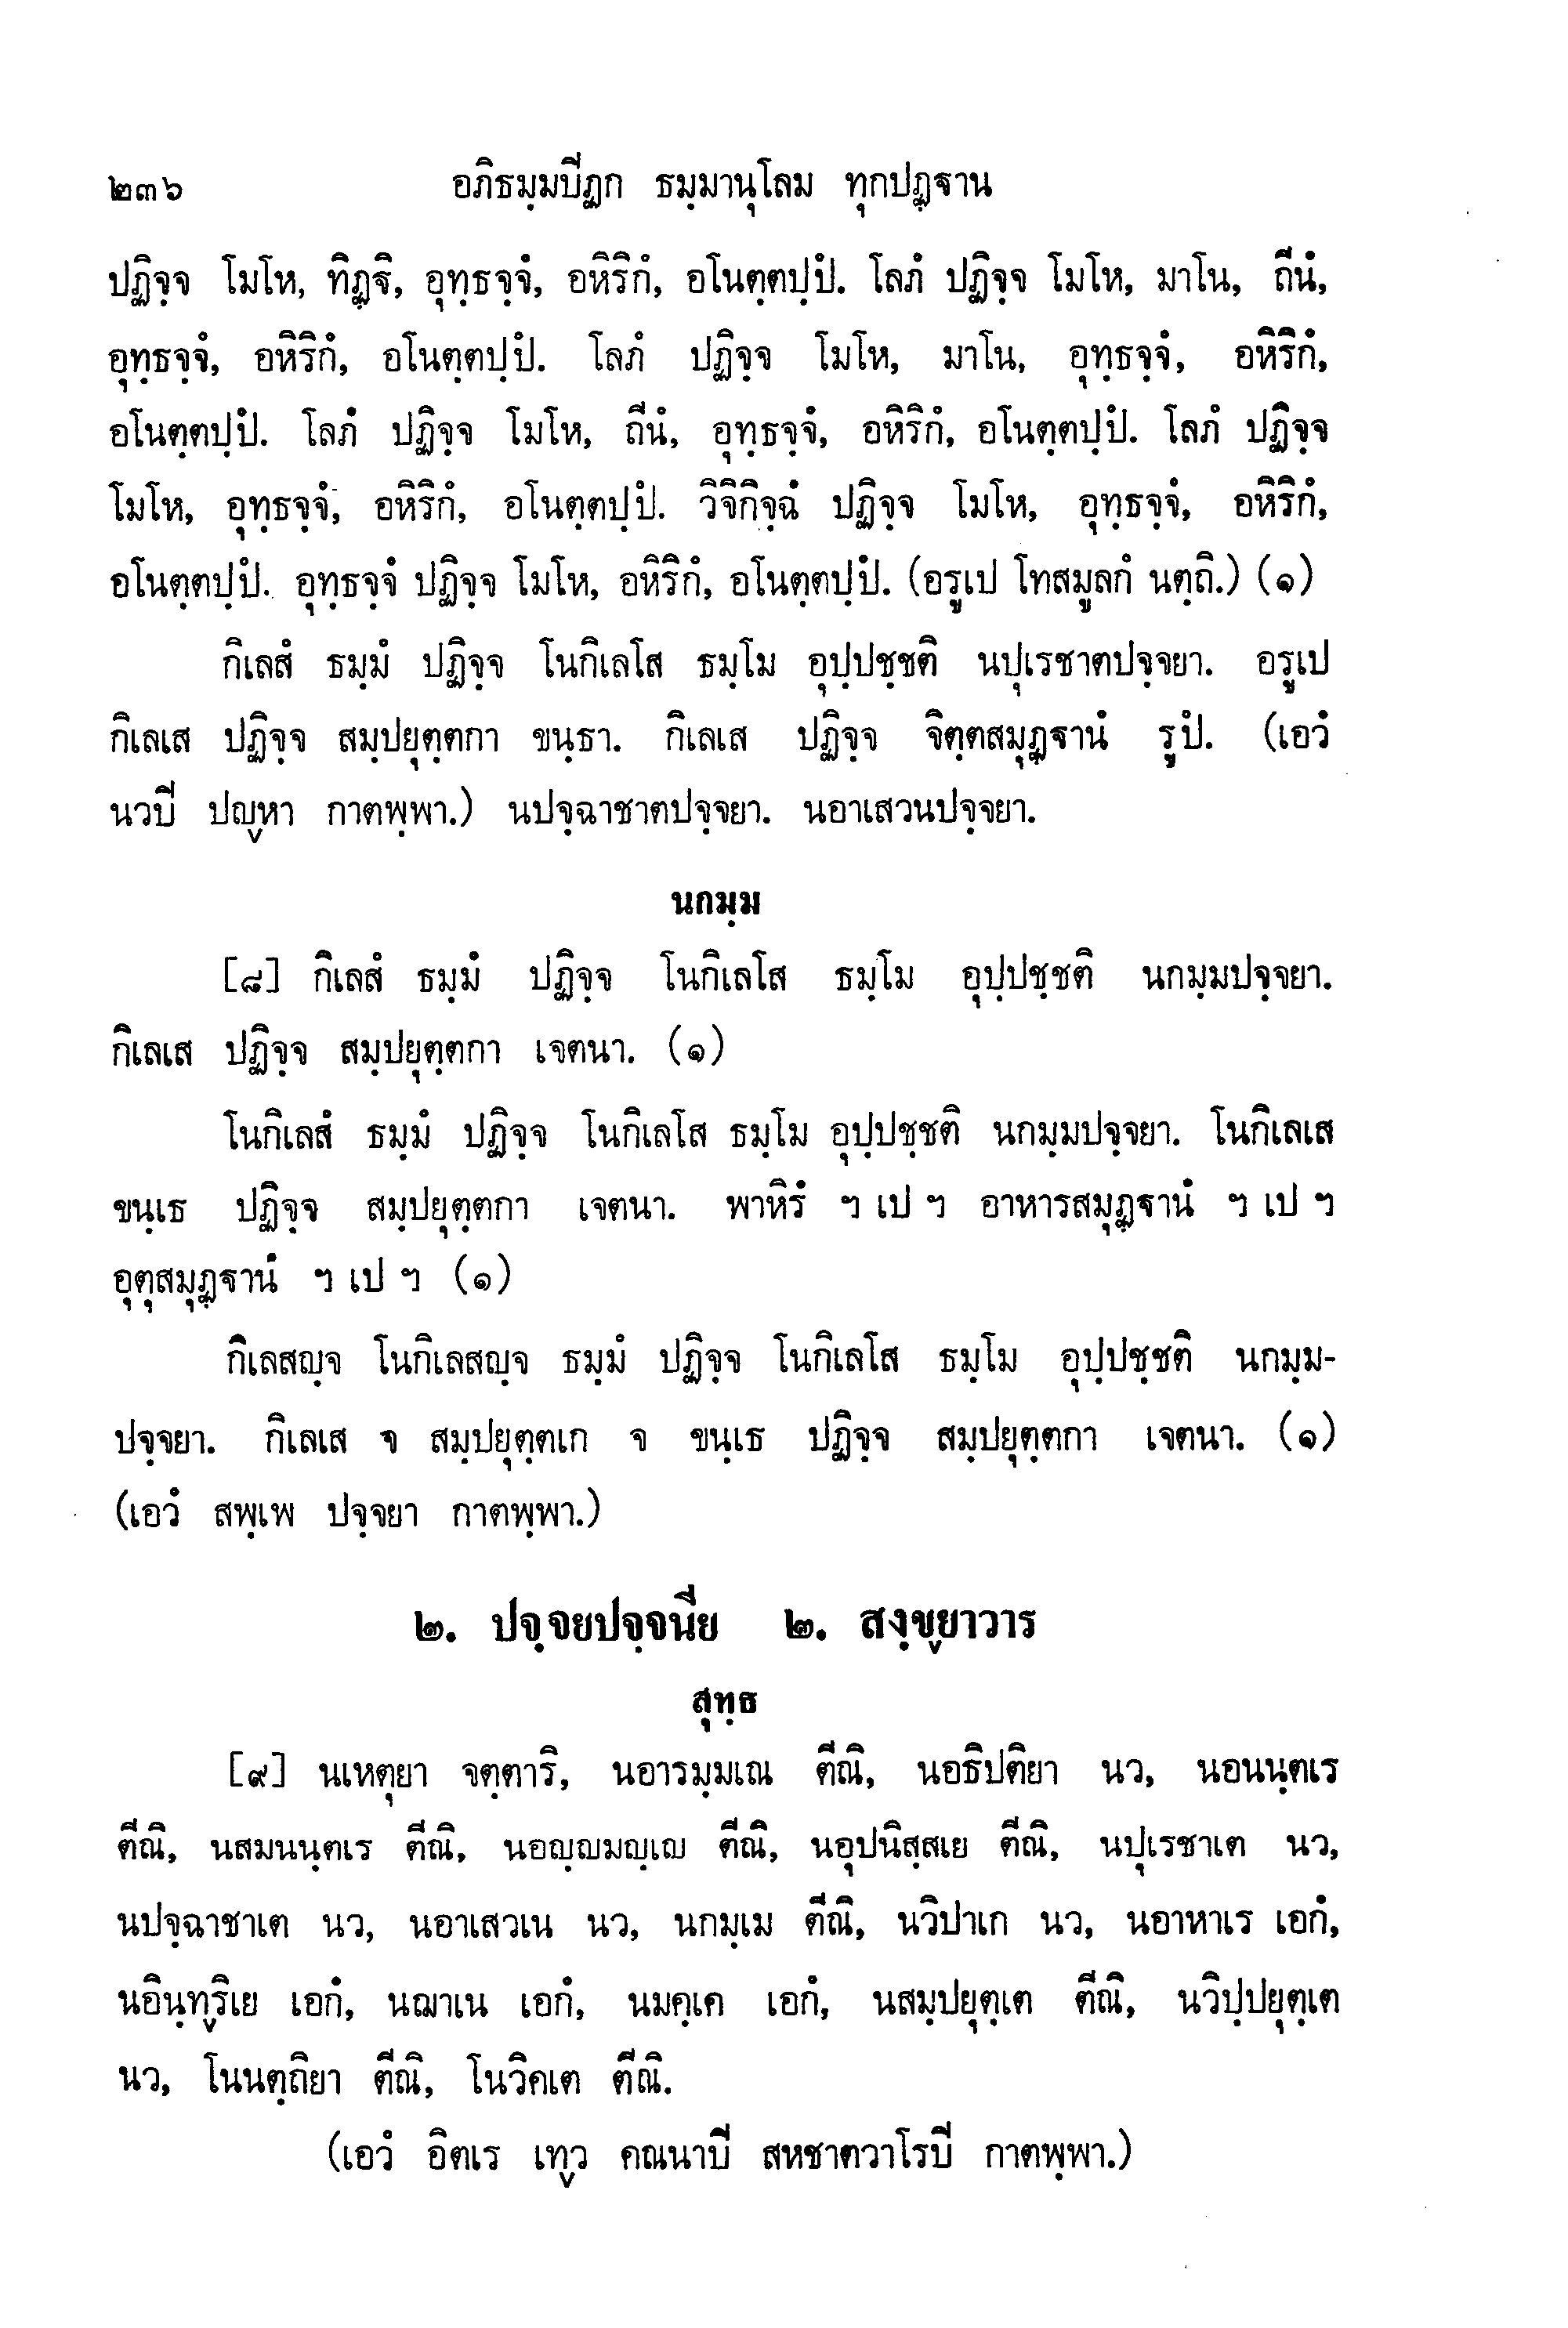 ๒๓๖ อภิธมฺมปิฏก ธมฺมานุโลม ทุกปฏฺฐาน
ปฏิจฺจ โมโห, ทิฏฺฐิ, อุทฺธจฺจํ, อหิริกํ, อโนตฺตปฺปํ. โลภํ ปฏิจฺจ โมโห, มาโน, ถีนํ,
อุทฺธจฺจํ, อหิริกํ, อโนตฺตปฺปํ. โลภํ ปฏิจฺจ โมโห, มาโน, อุทฺธจฺจํ, อหิริกํ,
อโนตฺตปฺปํ. โลภํ ปฏิจฺจ โมโห, ถีนํ, อุทฺธจฺจํ, อหิริกํ, อโนตฺตปฺปํ. โลภํ ปฏิจฺจ
โมโห, อุทฺธจฺจํ, อหิริกํ, อโนตฺตปฺปํ. วิจิกิจฺฉํ ปฏิจฺจ โมโห, อุทฺธจฺจํ, อหิริกํ,
อโนตฺตปฺปํ. อุทฺธจฺจํ ปฏิจฺจ โมโห, อหิริกํ, อโนตฺตปฺปํ. (อรูเป โทสมูลกํ นตฺถิ.) (๑)
กิเลสํ ธมฺมํ ปฏิจฺจ โนกิเลโส ธมฺโม อุปฺปชฺชติ นปุเรชาตปจฺจยา. อรูเป
กิเลเส ปฏิจฺจ สมฺปยุตฺตกา ขนฺธา. กิเลเส ปฏิจฺจ จิตฺตสมุฏฺฐานํ รูปํ. (เอวํ
นวปิ ปญฺหา กาตพฺพา.) นปจฺฉาชาตปจฺจยา. นอาเสวนปจฺจยา.
นกมฺม
[๘] กิเลสํ ธมฺมํ ปฏิจฺจ โนกิเลโส ธมฺโม อุปฺปชฺชติ นกมฺมปจฺจยา.
กิเลเส ปฏิจฺจ สมฺปยุตฺตกา เจตนา. (๑)
โนกิเลสํ ธมฺมํ ปฏิจฺจ โนกิเลโส ธมฺโม อุปฺปชฺชติ นกมฺมปจฺจยา. โนกิเลเส
ขนฺเธ ปฏิจฺจ สมฺปยุตฺตกา เจตนา. พาหิรํ ฯ เป ฯ อาหารสมุฏฺฐานํ ฯ เป ฯ
อุตุสมุฏฺฐานํ ฯ เป ฯ (๑)
กิเลสญฺจ โนกิเลสญฺจ ธมฺมํ ปฏิจฺจ โนกิเลโส ธมฺโม อุปฺปชฺชติ นกมฺม-
ปจฺจยา. กิเลเส จ สมฺปยุตฺตเก จ ขนฺเธ ปฏิจฺจ สมฺปยุตฺตกา เจตนา. (๑)
(เอวํ สพฺเพ ปจฺจยา กาตพฺพา.)
๒. ปจฺจยปจฺจนีย ๒. สงฺขฺยาวาร
สุทฺธ
[๙] นเหตุยา จตฺตาริ, นอารมฺมเณ ตีณิ, นอธิปติยา นว, นอนนฺตเร
ตีณิ, นสมนนฺตเร ตีณิ, นอญฺญมญฺเญ ตีณิ, นอุปนิสฺสเย ตีณิ, นปุเรชาเต นว,
นปจฺฉาชาเต นว, นอาเสวเน นว, นกมฺเม ตีณิ, นวิปาเก นว, นอาหาเร เอกํ,
นอินฺทฺริเย เอกํ, นฌาเน เอกํ, นมคฺเค เอกํ, นสมฺปยุตฺเต ตีณิ, นวิปฺปยุตฺเต
นว, โนนตฺถิยา ตีณิ, โนวิคเต ตีณิ.
(เอวํ อิตเร เทฺว คณนาปิ สหชาตวาโรปิ กาตพฺพา.)